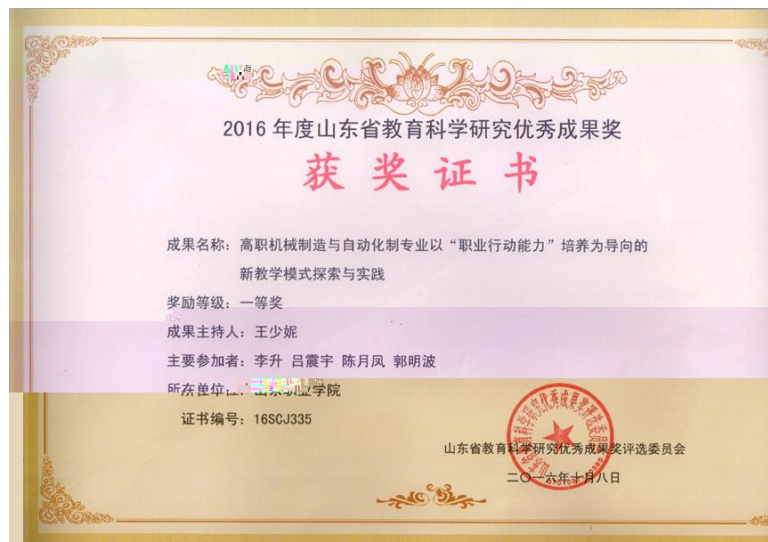 2016 年度山东省教育科学研究优秀成果奖
获奖证书
成果名称：高职机械制造与自动化制专业以“职业行动能力”培养为导向的
新教学模式探索与实践
奖励等级：一等奖
成果主持人：王少妮
主要参加者：李升 吕震宇 陈月凤 郭明波
所在单位：山东职业学院
证书编号：16SCJ335
山东省教育科学研究优秀成果奖评选委员会
二〇一六年十月八日